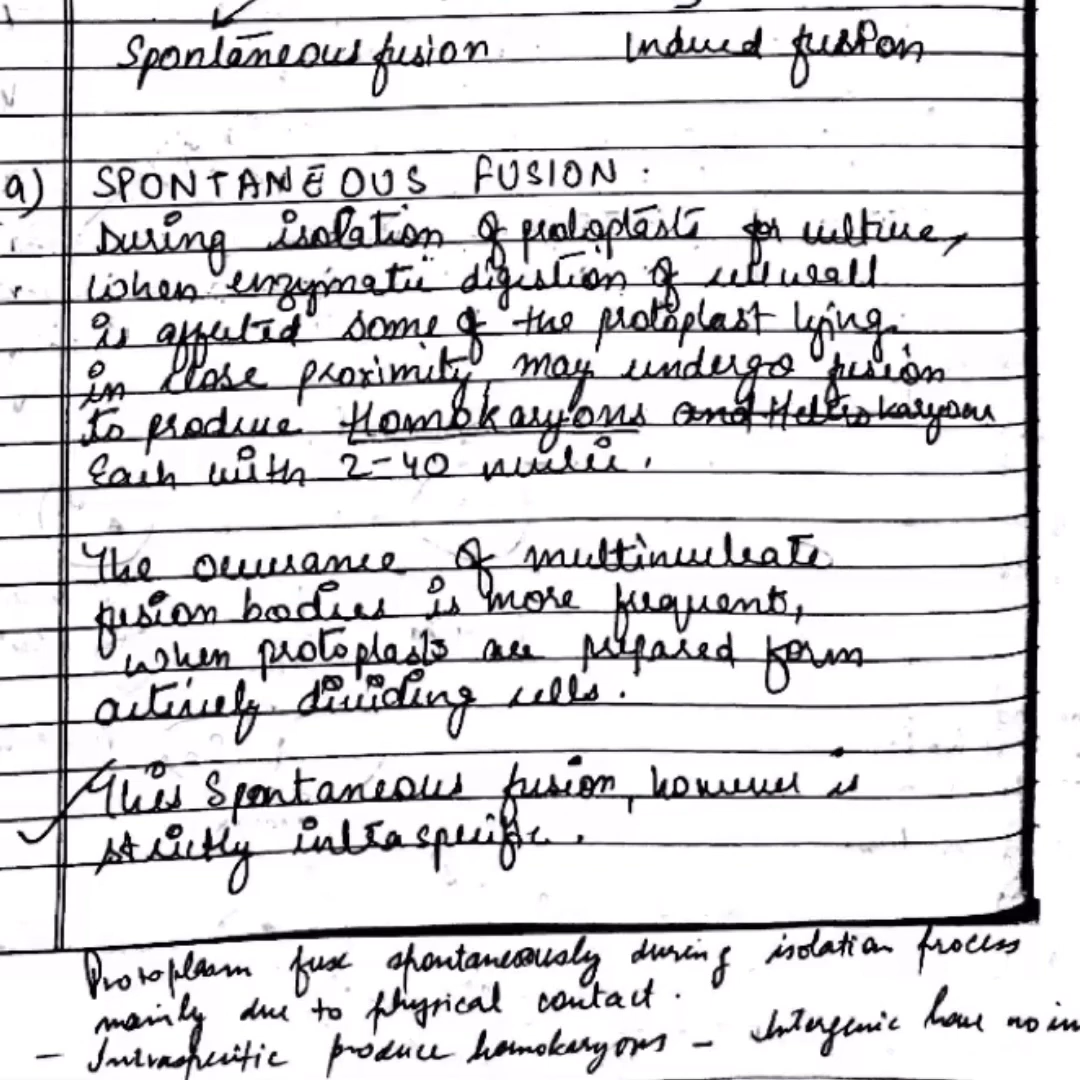 Spontaneous fusion Induced fusion
a) SPONTANEOUS FUSION.
During isolation of protoplasts for culture,
when enzymatic digestion of cell wall
is affected some of the protoplast lying
in close proximity may undergo fusion
to produce Homokaryons and Heterokaryons
Each with 2-40 nuclei.
The occurance of multinucleate
fusion bodies is more frequent,
when protoplasts are prepared form
actively dividing cells.
This Spontaneous fusion, however is
strictly intraspecific.
Protoplasm fuse spontaneously during isolation process
mainly due to physical contact.
- Intraspecific produce homokaryons - Intergenic have no in